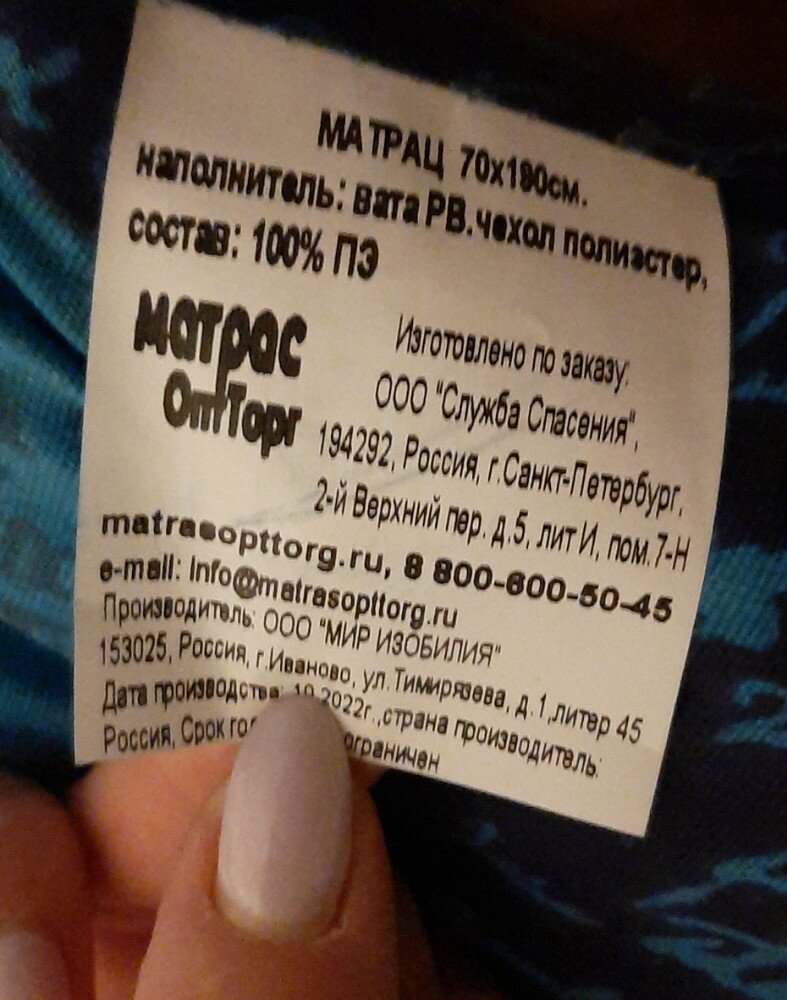 МАТРАЦ 70х190см.
наполнитель: вата РВ.чехол полиэстер,
состав: 100% ПЭ
матрас
ОптТорг
Изготовлено по заказу:
ООО "Служба Спасения",
194292, Россия, г.Санкт-Петербург,
2-й Верхний пер. д.5, лит И, пом.7-Н
matrasopttorg.ru, 8 800-600-50-45
e-mail: Info@matrasopttorg.ru
Производитель: ООО "МИР ИЗОБИЛИЯ"
153025, Россия, г.Иваново, ул.Тимирязева, д.1,литер 45
Дата производства: 10.2022г.,страна производитель:
Россия, Срок